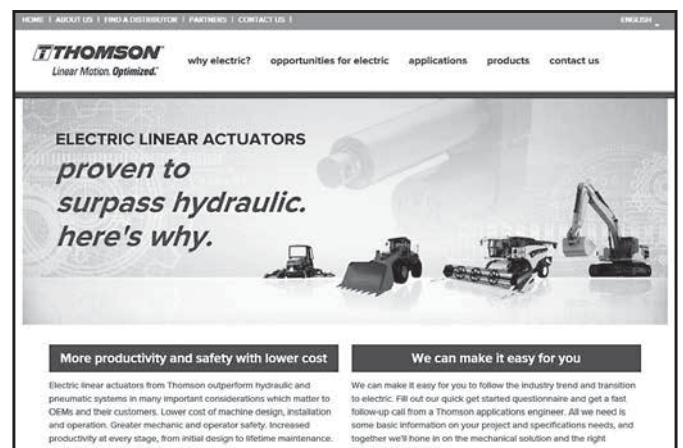 HOME | ABOUT US | FIND A DISTRIBUTOR | PARTNERS | CONTACT US |
ENGLISH
THOMSON
Linear Motion. Optimized.™
why electric? opportunities for electric applications products contact us
ELECTRIC LINEAR ACTUATORS
proven to
surpass hydraulic.
here's why.
More productivity and safety with lower cost
Electric linear actuators from Thomson outperform hydraulic and
pneumatic systems in many important considerations which matter to
OEMs and their customers. Lower cost of machine design, installation
and operation. Greater mechanic and operator safety. Increased
productivity at every stage, from initial design to lifetime maintenance.
We can make it easy for you
We can make it easy for you to follow the industry trend and transition
to electric. Fill out our quick get started questionnaire and get a fast
follow-up call from a Thomson applications engineer. All we need is
some basic information on your project and specifications needs, and
together we'll hone in on the mechanical solution and the right